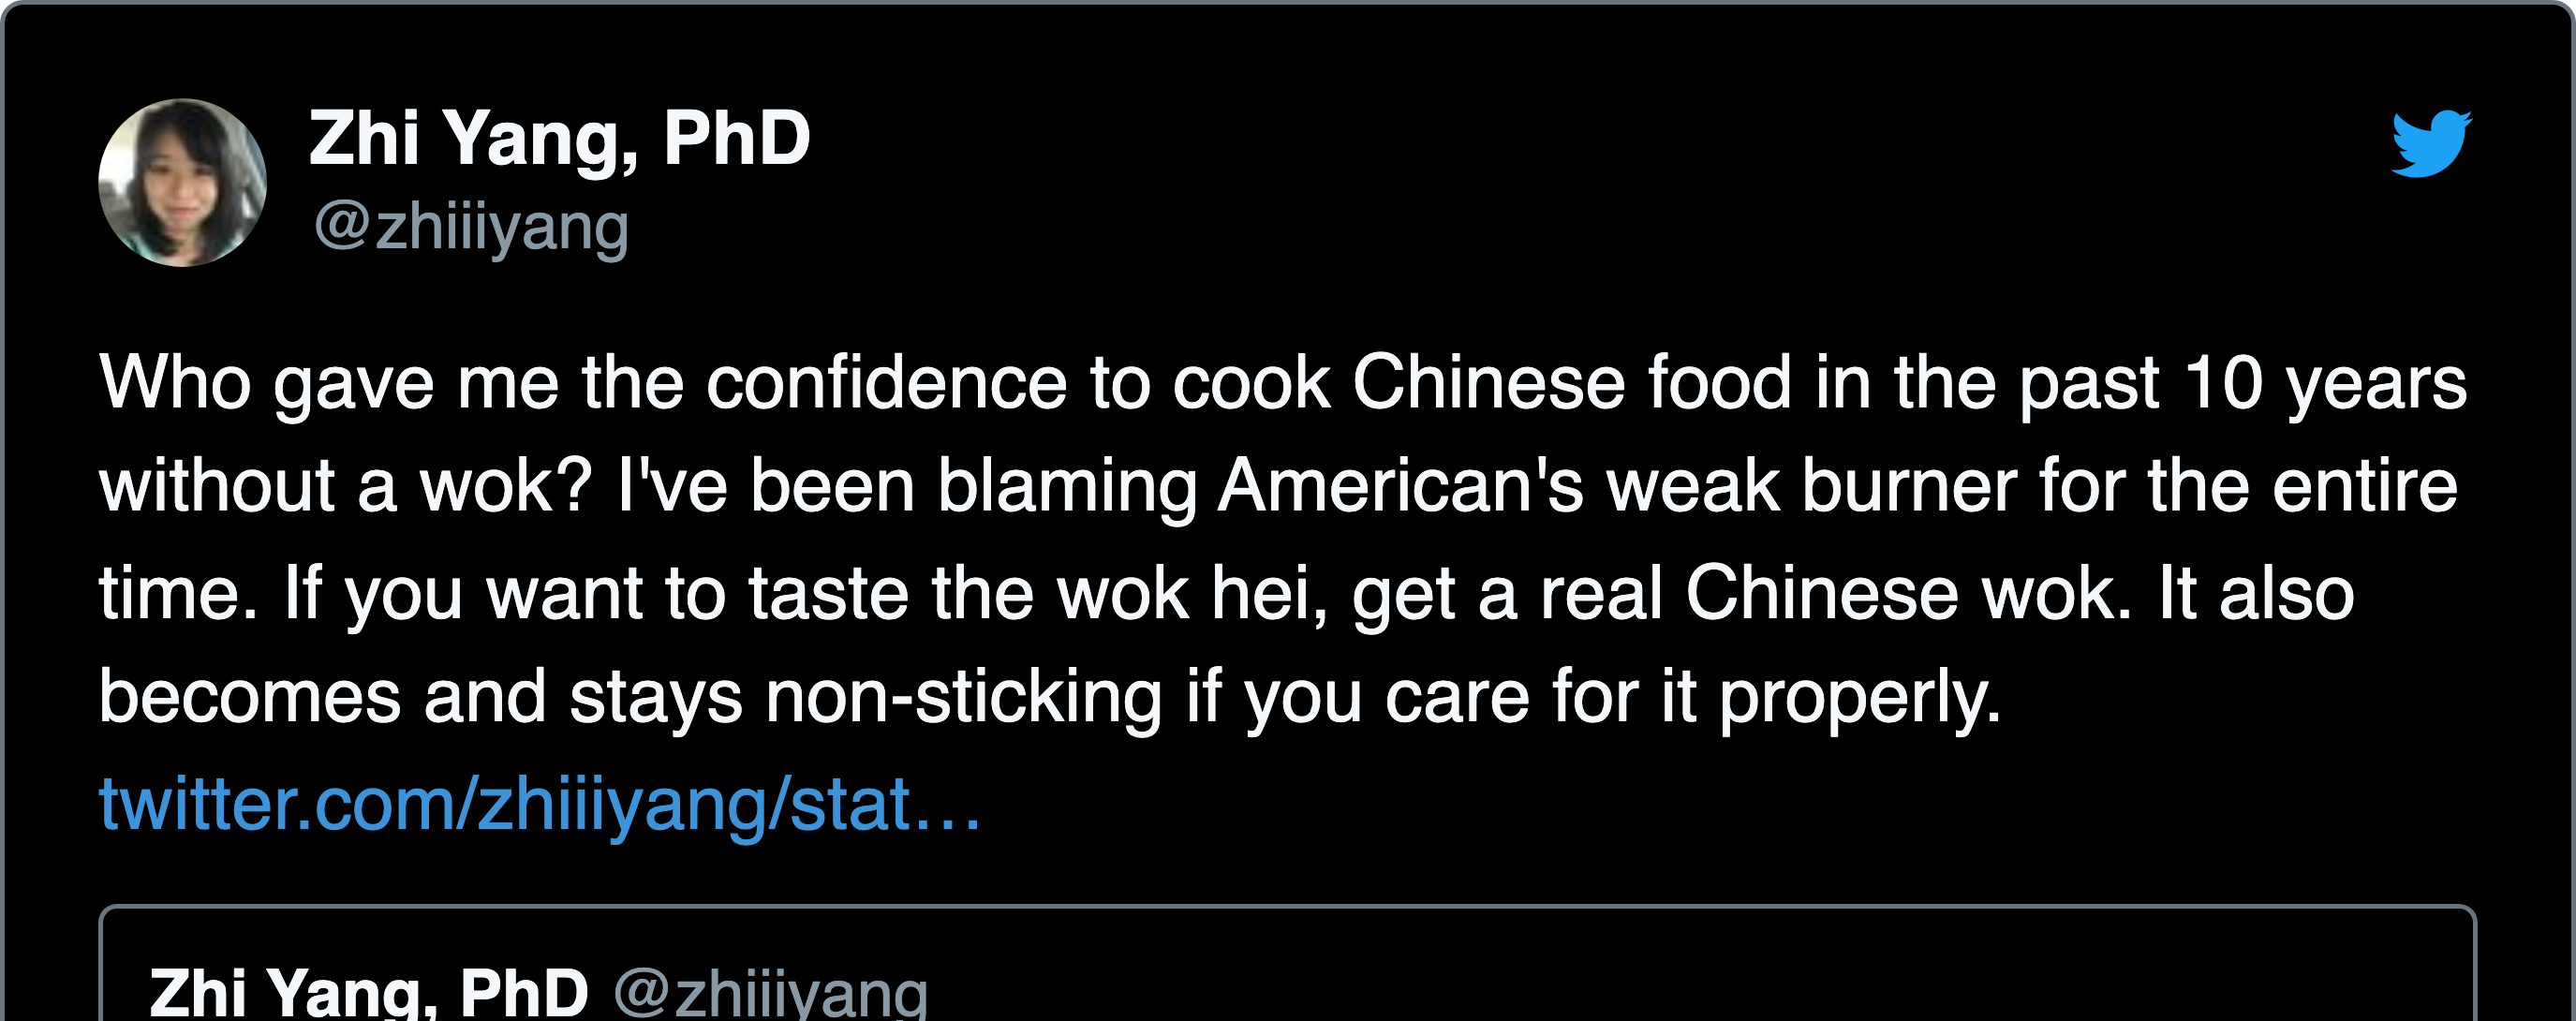 Zhi Yang, PhD
@zhiiiyang
Who gave me the confidence to cook Chinese food in the past 10 years
without a wok? I've been blaming American's weak burner for the entire
time. If you want to taste the wok hei, get a real Chinese wok. It also
becomes and stays non-sticking if you care for it properly.
twitter.com/zhiiiyang/stat…
Zhi Yang, PhD @zhiiiyang